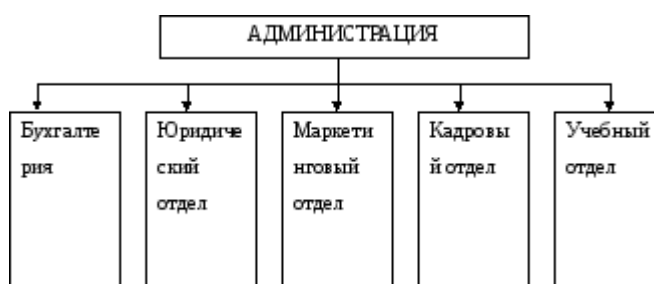 АДМИНИСТРАЦИЯ
Бухгалте
рия
Юридиче
ский
отдел
Маркети
нговый
отдел
Кадровы
й отдел
Учебный
отдел